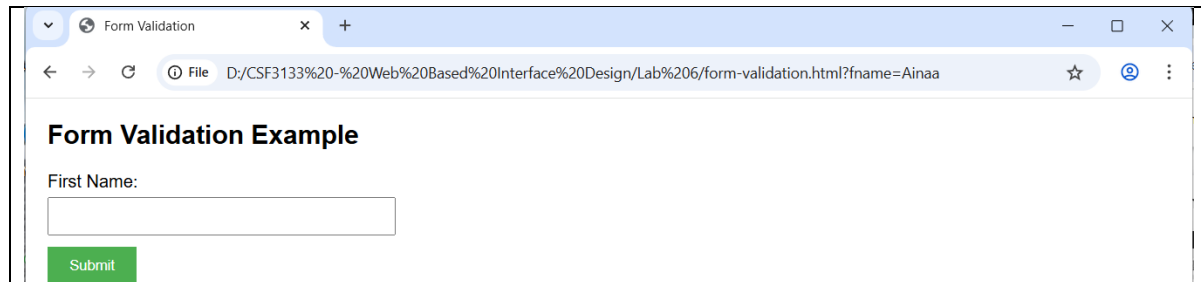 Form Validation
File D:/CSF3133%20-%20Web%20Based%20Interface%20Design/Lab%206/form-validation.html?fname=Ainaa
Form Validation Example
First Name:
Submit